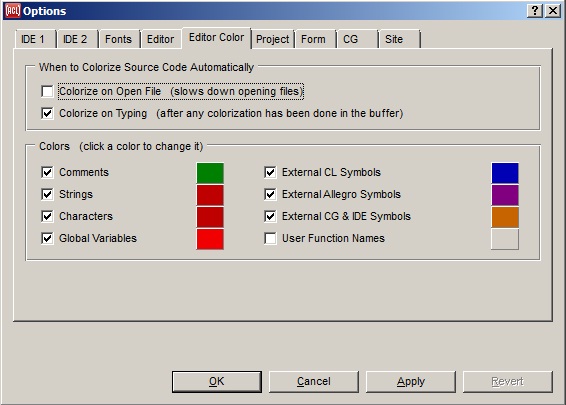 ACL Options
IDE 1 IDE 2 Fonts Editor Editor Color Project Form CG Site
When to Colorize Source Code Automatically
Colorize on Open File (slows down opening files)
Colorize on Typing (after any colorization has been done in the buffer)
Colors (click a color to change it)
Comments External CL Symbols
Strings External Allegro Symbols
Characters External CG & IDE Symbols
Global Variables User Function Names
OK Cancel Apply Revert